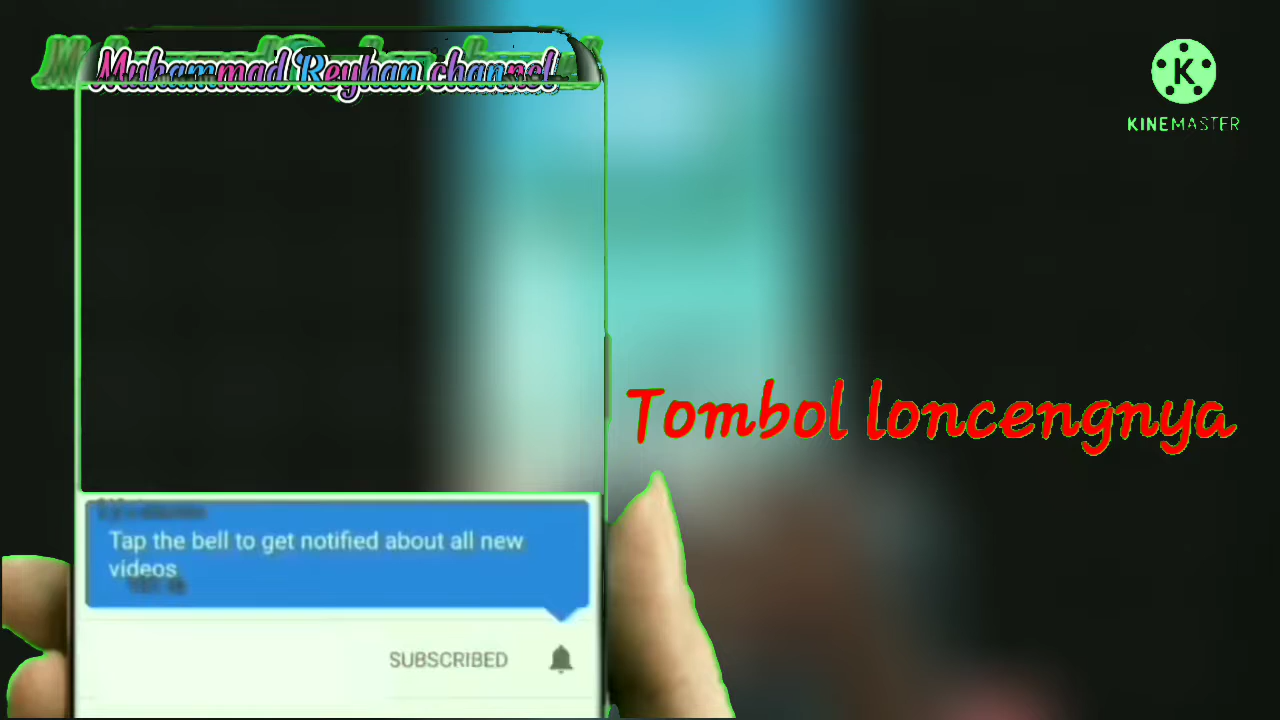 Muhammad Reyhan channel
KINEMASTER
Tombol loncengnya
Tap the bell to get notified about all new
videos
SUBSCRIBED